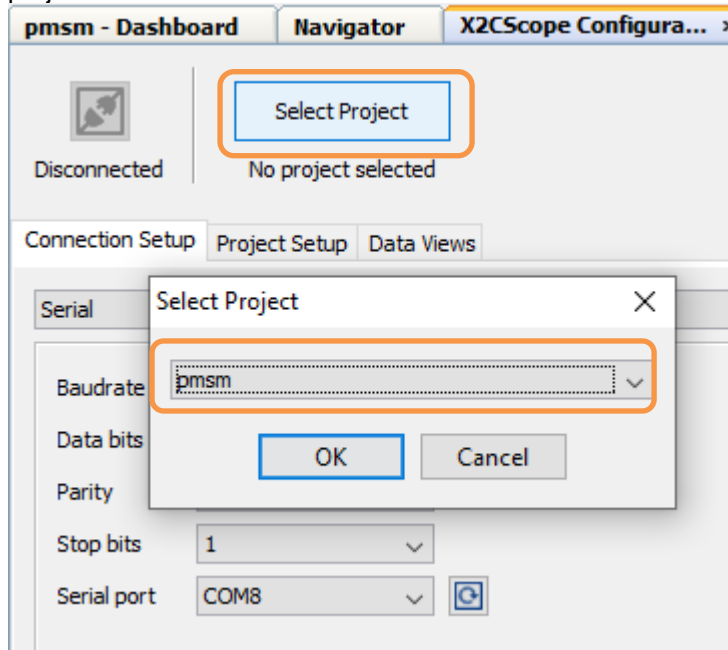 pmsm - Dashboard Navigator X2CScope Configura... ×
Select Project
Disconnected No project selected
Connection Setup Project Setup Data Views
Serial Select Project
Baudrate pmsm
Data bits OK Cancel
Parity
Stop bits 1
Serial port COM8